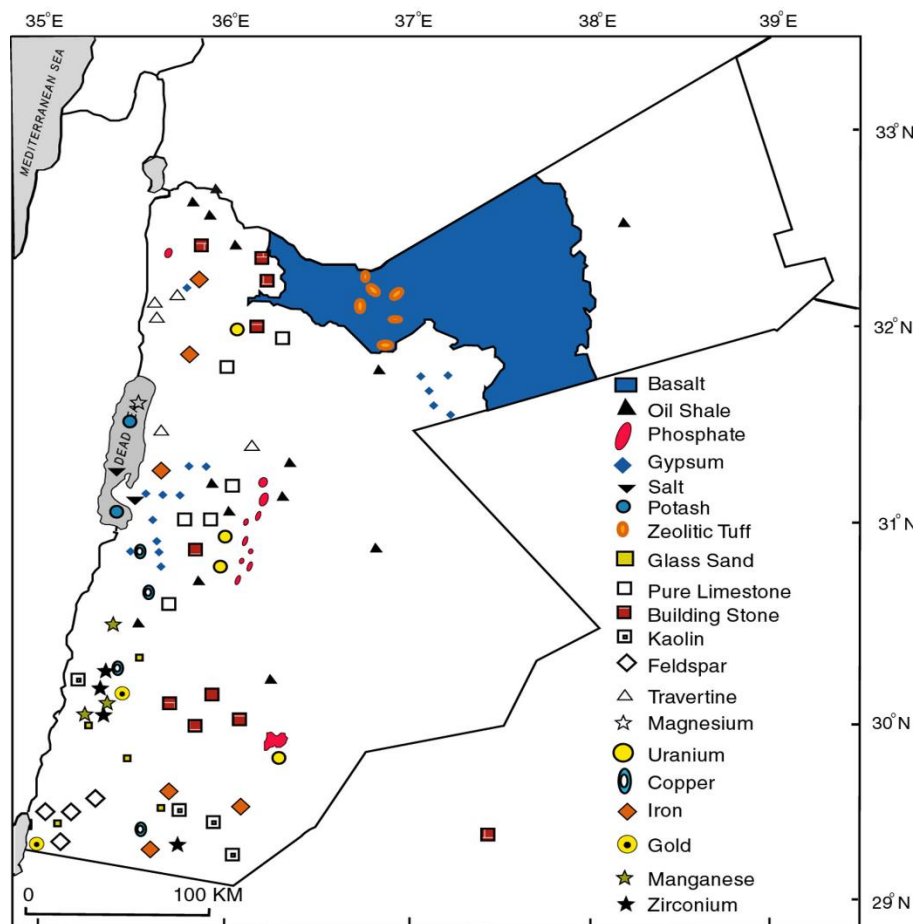 35°E 36°E 37°E 38°E 39°E
MEDITERRANEAN SEA
33°N
32°N
DEAD SEA
Basalt
Oil Shale
Phosphate
Gypsum
Salt
Potash
31°N
Zeolitic Tuff
Glass Sand
Pure Limestone
Building Stone
Kaolin
Feldspar
Travertine
Magnesium
30°N
Uranium
Copper
Iron
Gold
Manganese
0 100 KM
Zirconium
29°N